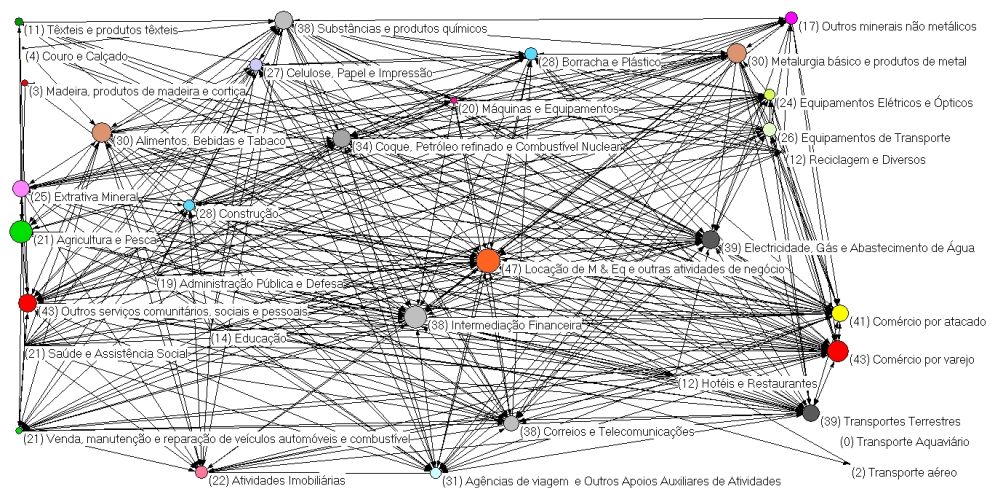 (11) Têxteis e produtos têxteis
(38) Substâncias e produtos químicos
(17) Outros minerais não metálicos
(4) Couro e Calçado
(27) Celulose, Papel e Impressão
(28) Borracha e Plástico
(30) Metalurgia básico e produtos de metal
(3) Madeira, produtos de madeira e cortiça
(20) Máquinas e Equipamentos
(24) Equipamentos Elétricos e Ópticos
(30) Alimentos, Bebidas e Tabaco
(34) Coque, Petróleo refinado e Combustível Nuclear
(26) Equipamentos de Transporte
(12) Reciclagem e Diversos
(25) Extrativa Mineral
(28) Construção
(21) Agricultura e Pesca
(39) Electricidade, Gás e Abastecimento de Água
(47) Locação de M & Eq e outras atividades de negócio
(19) Administração Pública e Defesa
(43) Outros serviços comunitários, sociais e pessoais
(38) Intermediação Financeira
(41) Comércio por atacado
(14) Educação
(21) Saúde e Assistência Social
(43) Comércio por varejo
(12) Hotéis e Restaurantes
(39) Transportes Terrestres
(21) Venda, manutenção e reparação de veículos automóveis e combustível
(38) Correios e Telecomunicações
(0) Transporte Aquaviário
(2) Transporte aéreo
(22) Atividades Imobiliárias
(31) Agências de viagem e Outros Apoios Auxiliares de Atividades